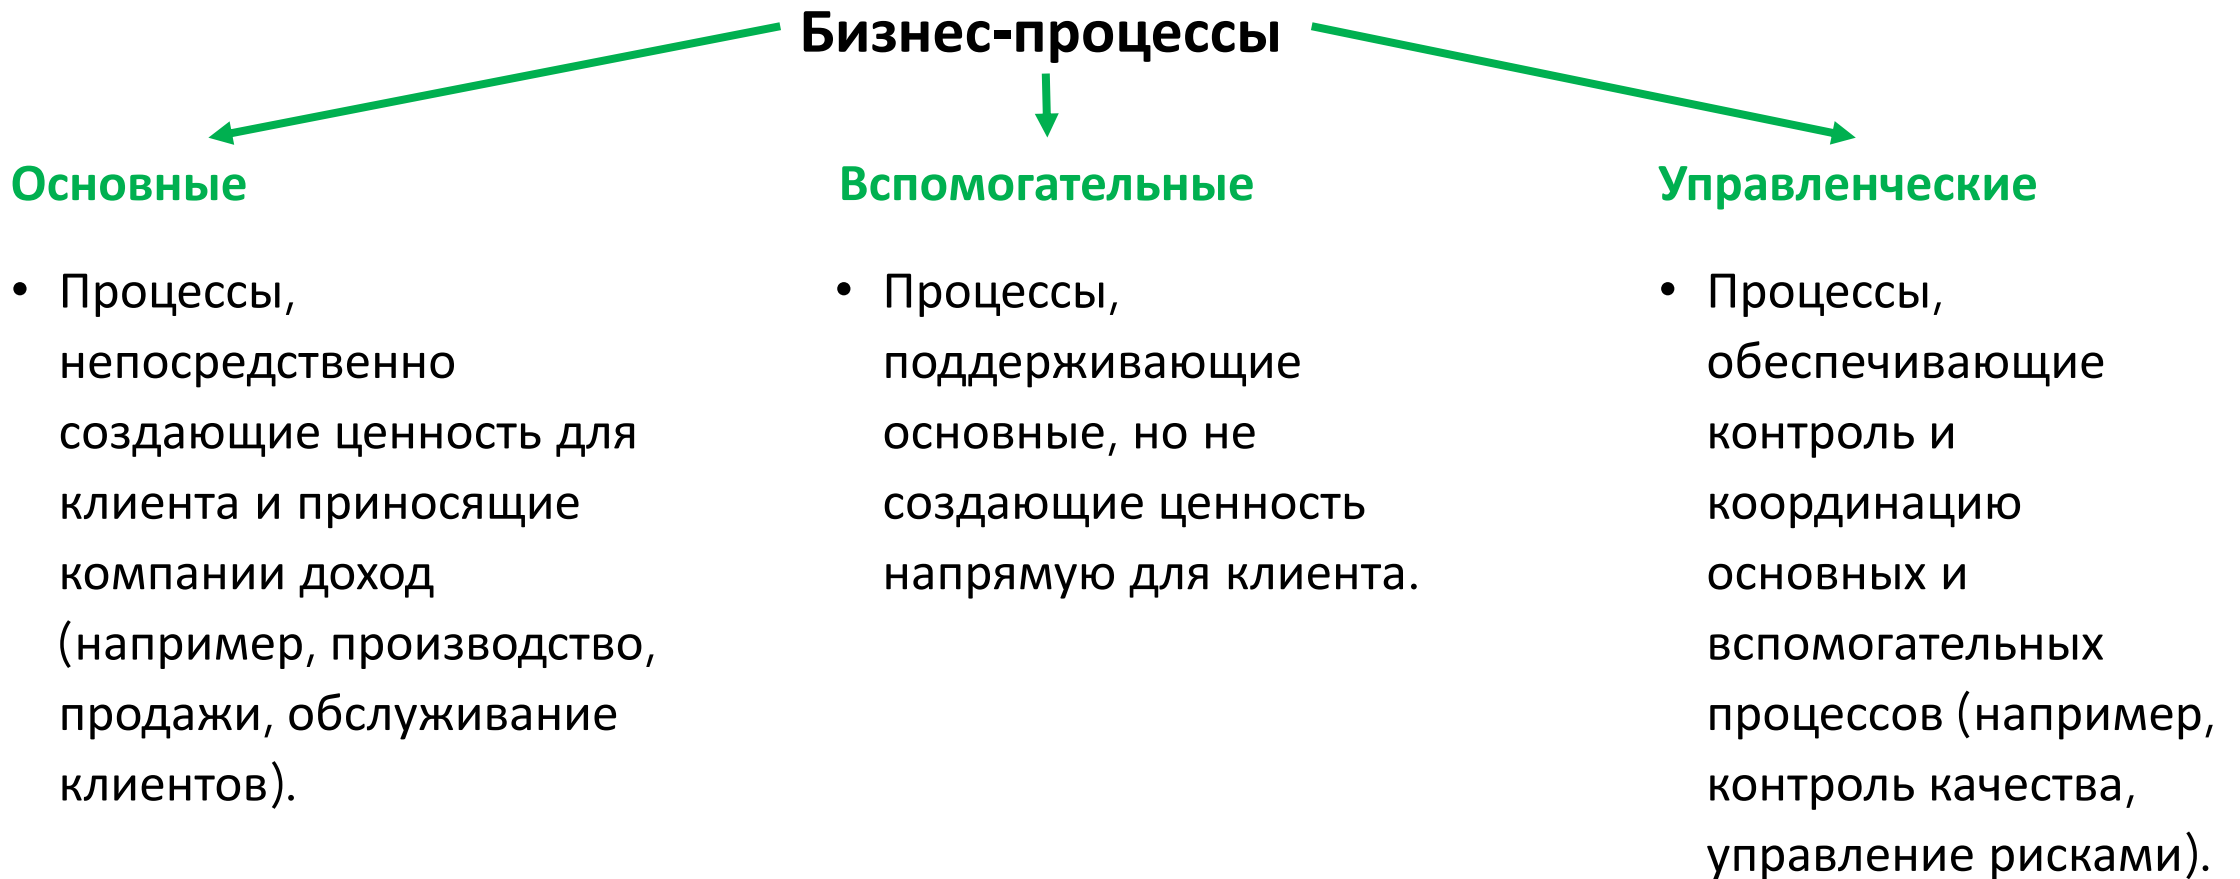 Бизнес-процессы
Основные
• Процессы,
непосредственно
создающие ценность для
клиента и приносящие
компании доход
(например, производство,
продажи, обслуживание
клиентов).
Вспомогательные
• Процессы,
поддерживающие
основные, но не
создающие ценность
напрямую для клиента.
Управленческие
• Процессы,
обеспечивающие
контроль и
координацию
основных и
вспомогательных
процессов (например,
контроль качества,
управление рисками).